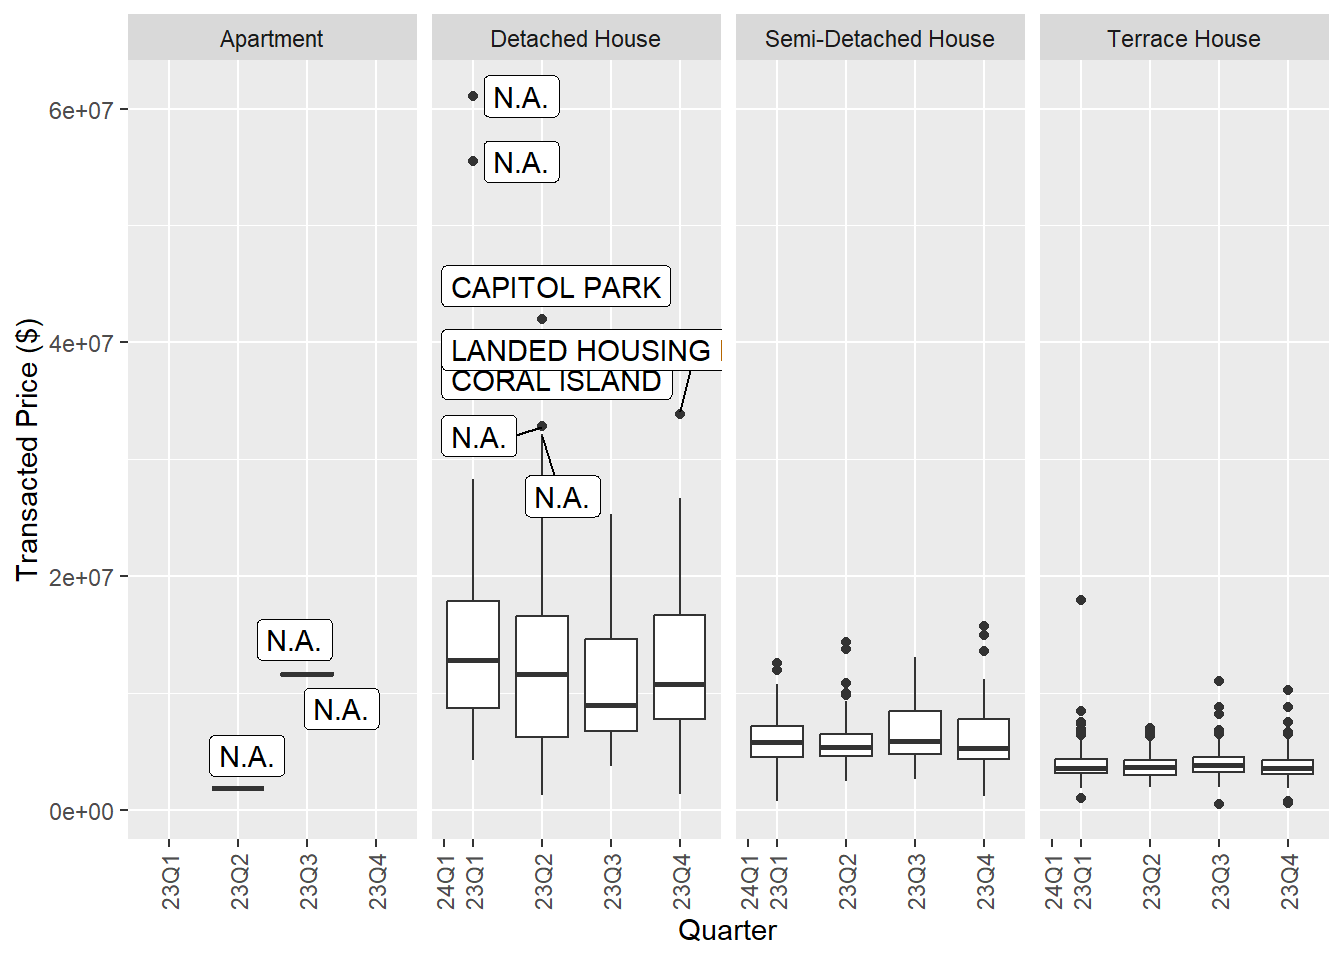 Apartment
Detached House
Semi-Detached House
Terrace House
Transacted Price ($)
6e+07
4e+07
2e+07
0e+00
N.A.
N.A.
N.A.
N.A.
N.A.
CAPITOL PARK
LANDED HOUSING
CORAL ISLAND
N.A.
N.A.
23Q1
23Q2
23Q3
23Q4
24Q1
23Q1
23Q2
23Q3
23Q4
24Q1
23Q1
23Q2
23Q3
23Q4
24Q1
23Q1
23Q2
23Q3
23Q4
Quarter